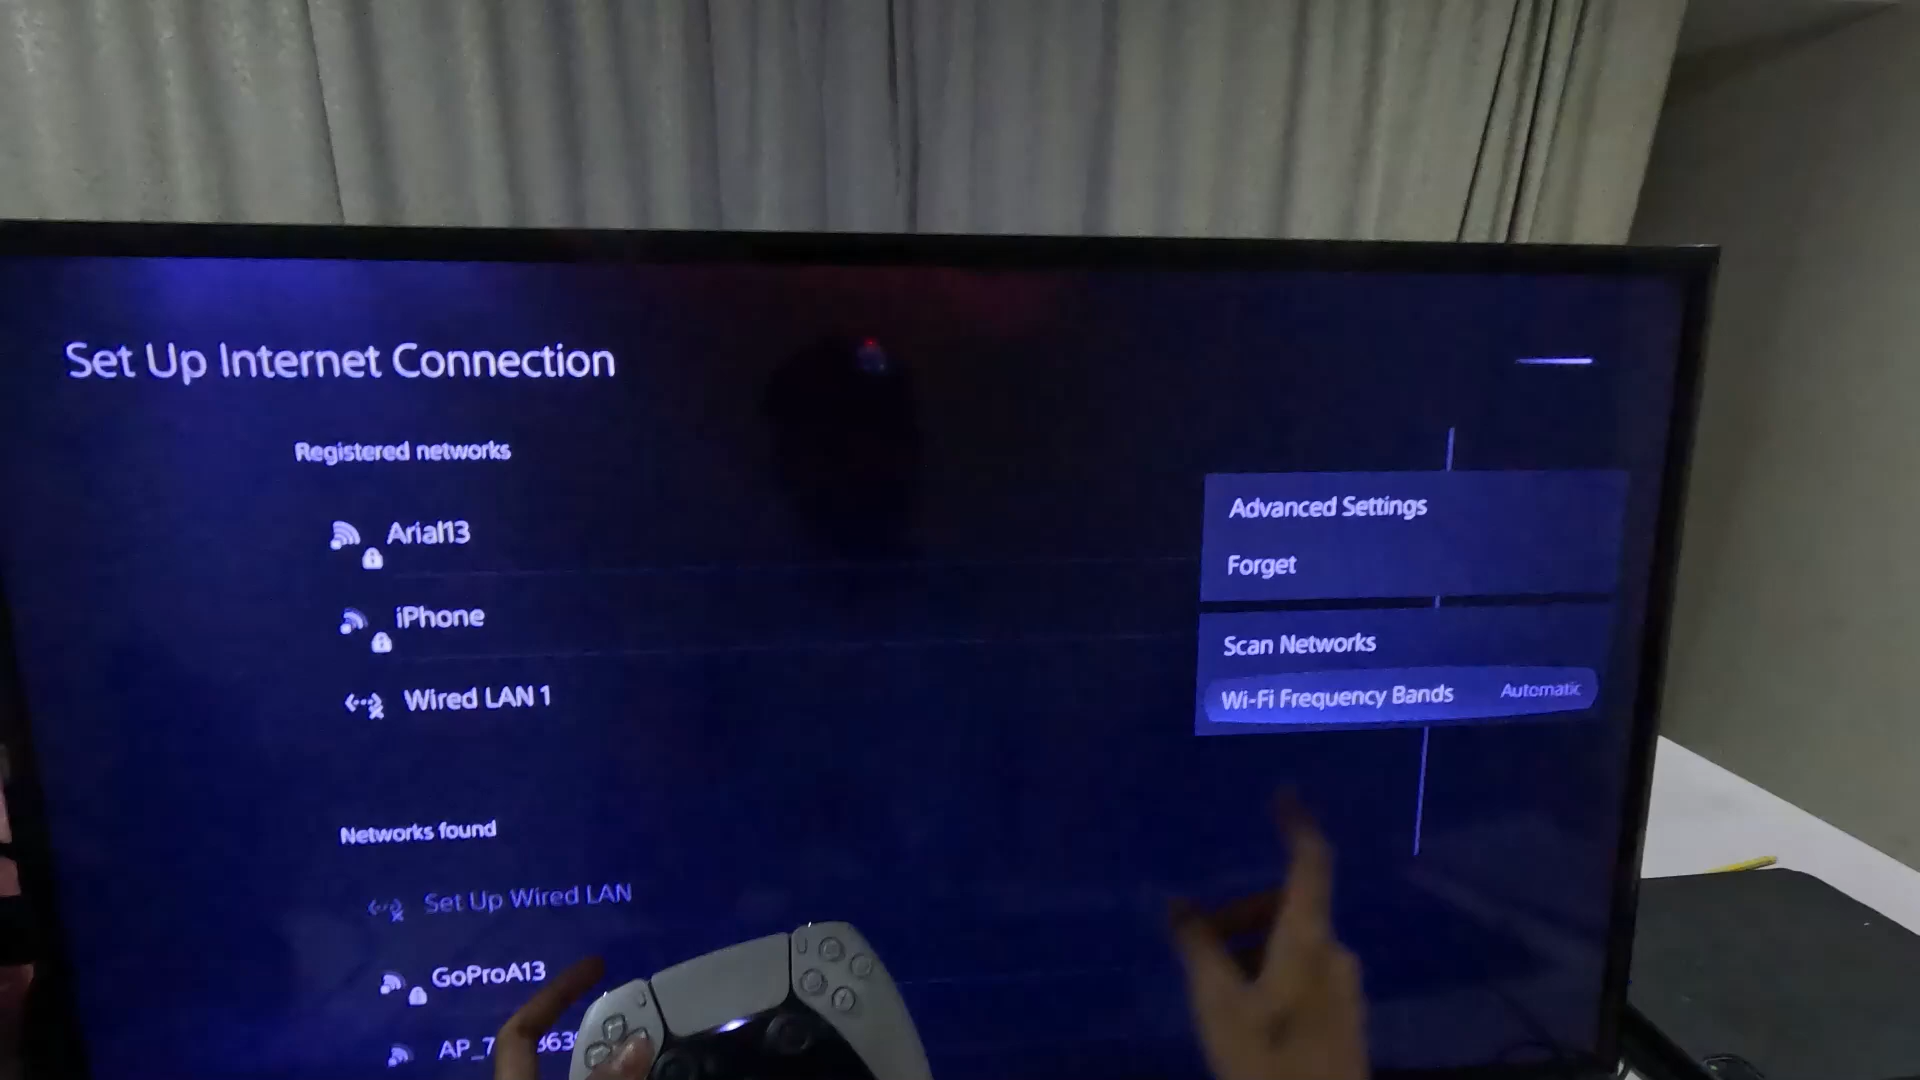 Set Up Internet Connection
Registered networks
Arial13
iPhone
Wired LAN 1
Advanced Settings
Forget
Scan Networks
Wi-Fi Frequency Bands Automatic
Networks found
Set Up Wired LAN
GoProA13